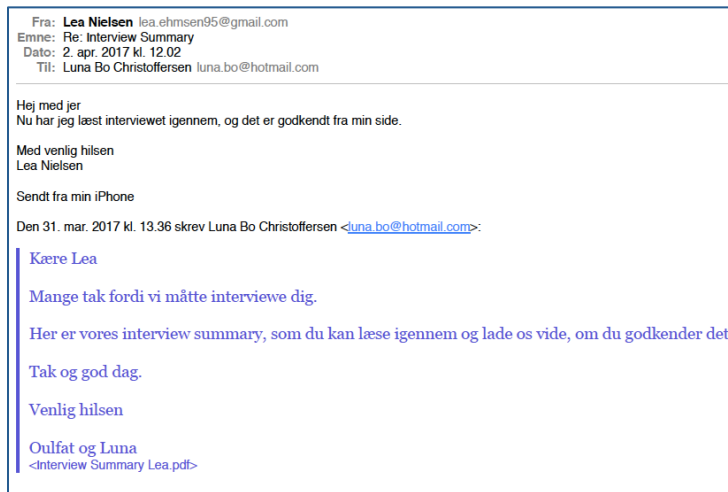 Fra: Lea Nielsen lea.ehmsen95@gmail.com
Emne: Re: Interview Summary
Dato: 2. apr. 2017 kl. 12.02
Til: Luna Bo Christoffersen luna.bo@hotmail.com
Hej med jer
Nu har jeg læst interviewet igennem, og det er godkendt fra min side.
Med venlig hilsen
Lea Nielsen
Sendt fra min iPhone
Den 31. mar. 2017 kl. 13.36 skrev Luna Bo Christoffersen <luna.bo@hotmail.com>:
Kære Lea
Mange tak fordi vi måtte interviewe dig.
Her er vores interview summary, som du kan læse igennem og lade os vide, om du godkender det
Tak og god dag.
Venlig hilsen
Oulfat og Luna
<Interview Summary Lea.pdf>